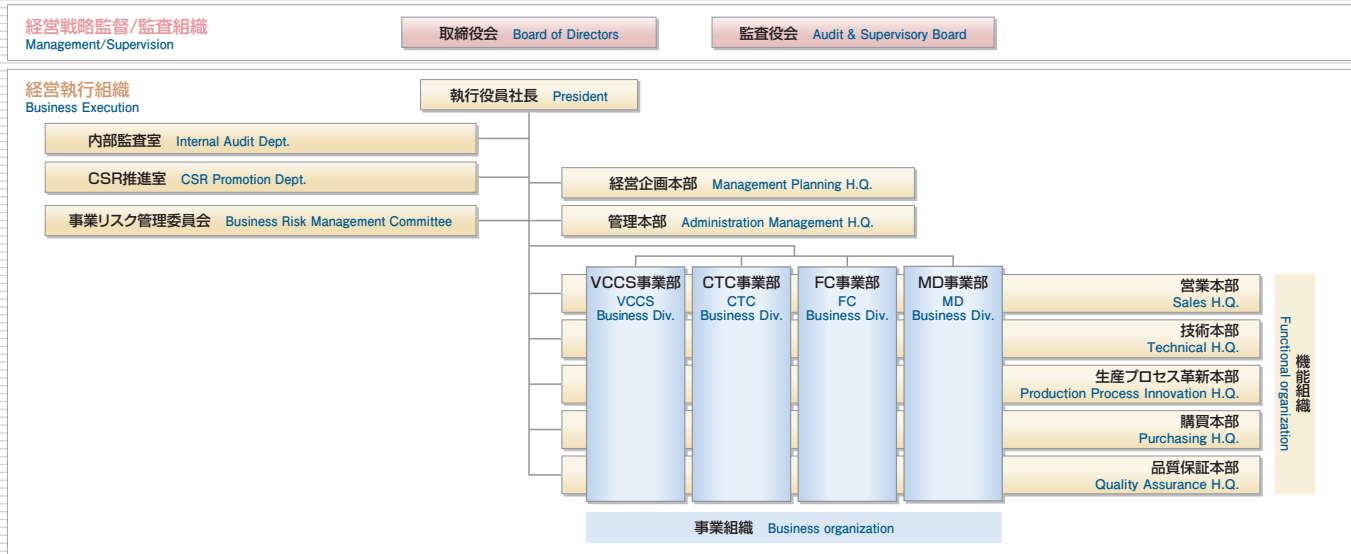 経営戦略監督/監査組織
Management/Supervision
取締役会 Board of Directors
監査役会 Audit & Supervisory Board
経営執行組織
Business Execution
執行役員社長 President
内部監査室 Internal Audit Dept.
CSR推進室 CSR Promotion Dept.
事業リスク管理委員会 Business Risk Management Committee
経営企画本部 Management Planning H.Q.
管理本部 Administration Management H.Q.
VCCS事業部
VCCS
Business Div.
CTC事業部
CTC
Business Div.
FC事業部
FC
Business Div.
MD事業部
MD
Business Div.
営業本部
Sales H.Q.
技術本部
Technical H.Q.
生産プロセス革新本部
Production Process Innovation H.Q.
購買本部
Purchasing H.Q.
品質保証本部
Quality Assurance H.Q.
機能組織
Functional organization
事業組織 Business organization